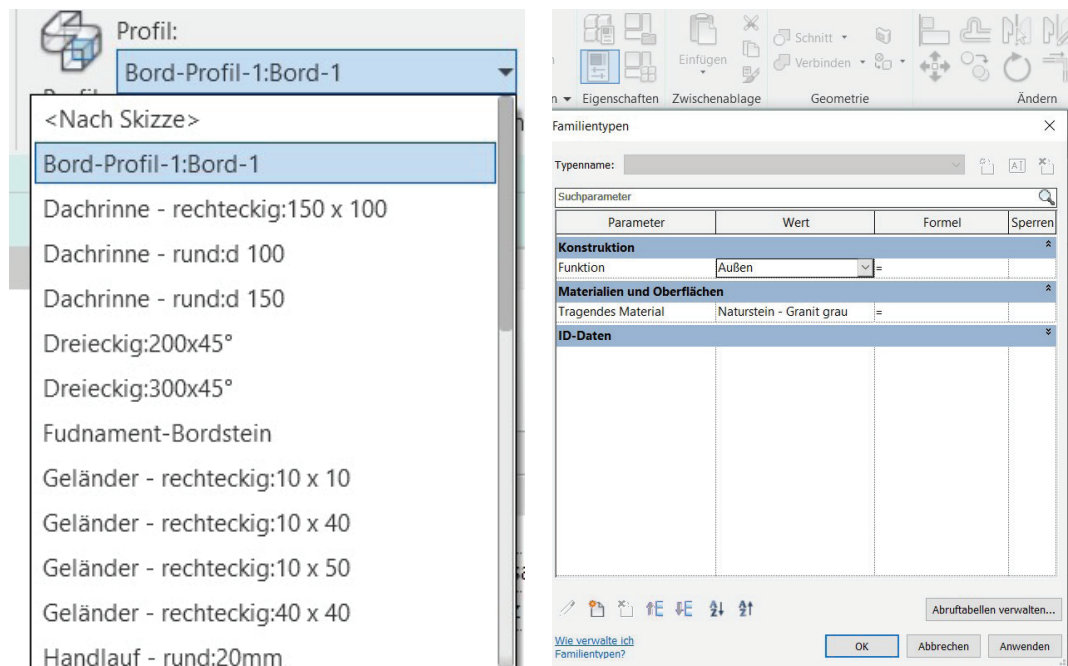 Profil:
Bord-Profil-1:Bord-1
<Nach Skizze>
Bord-Profil-1:Bord-1
Dachrinne - rechteckig:150 x 100
Dachrinne - rund:d 100
Dachrinne - rund:d 150
Dreieckig:200x45°
Dreieckig:300x45°
Fudnament-Bordstein
Geländer - rechteckig:10 x 10
Geländer - rechteckig:10 x 40
Geländer - rechteckig:10 x 50
Geländer - rechteckig:40 x 40
Handlauf - rund:20mm
Einfügen
Schnitt
Verbinden
Eigenschaften Zwischenablage Geometrie Ändern
Familientypen
Typenname:
Suchparameter
Parameter Wert Formel Sperren
Konstruktion
Funktion Außen =
Materialien und Oberflächen
Tragendes Material Naturstein - Granit grau =
ID-Daten
Abruftabellen verwalten...
Wie verwalte ich
Familientypen?
OK Abbrechen Anwenden